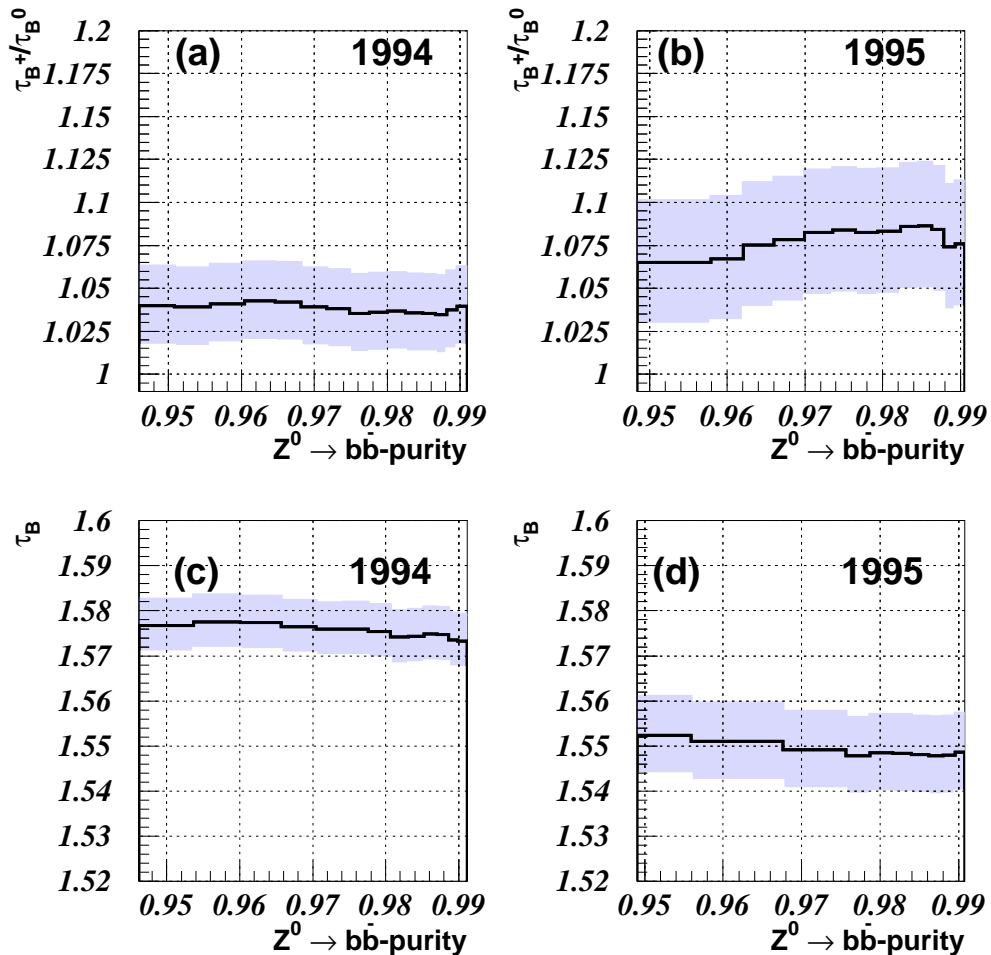 (a) 1994
τ_B⁺/τ_B⁰
1.2
1.175
1.15
1.125
1.1
1.075
1.05
1.025
1
0.95 0.96 0.97 0.98 0.99
Z⁰ → bb̄-purity
(b) 1995
τ_B⁺/τ_B⁰
1.2
1.175
1.15
1.125
1.1
1.075
1.05
1.025
1
0.95 0.96 0.97 0.98 0.99
Z⁰ → bb̄-purity
(c) 1994
τ_B
1.6
1.59
1.58
1.57
1.56
1.55
1.54
1.53
1.52
0.95 0.96 0.97 0.98 0.99
Z⁰ → bb̄-purity
(d) 1995
τ_B
1.6
1.59
1.58
1.57
1.56
1.55
1.54
1.53
1.52
0.95 0.96 0.97 0.98 0.99
Z⁰ → bb̄-purity